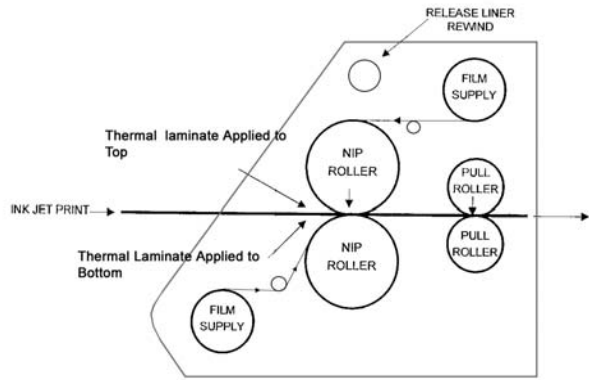 RELEASE LINER
REWIND
FILM
SUPPLY
Thermal laminate Applied to
Top
NIP
ROLLER
PULL
ROLLER
INK JET PRINT
PULL
ROLLER
Thermal Laminate Applied to
Bottom
NIP
ROLLER
FILM
SUPPLY